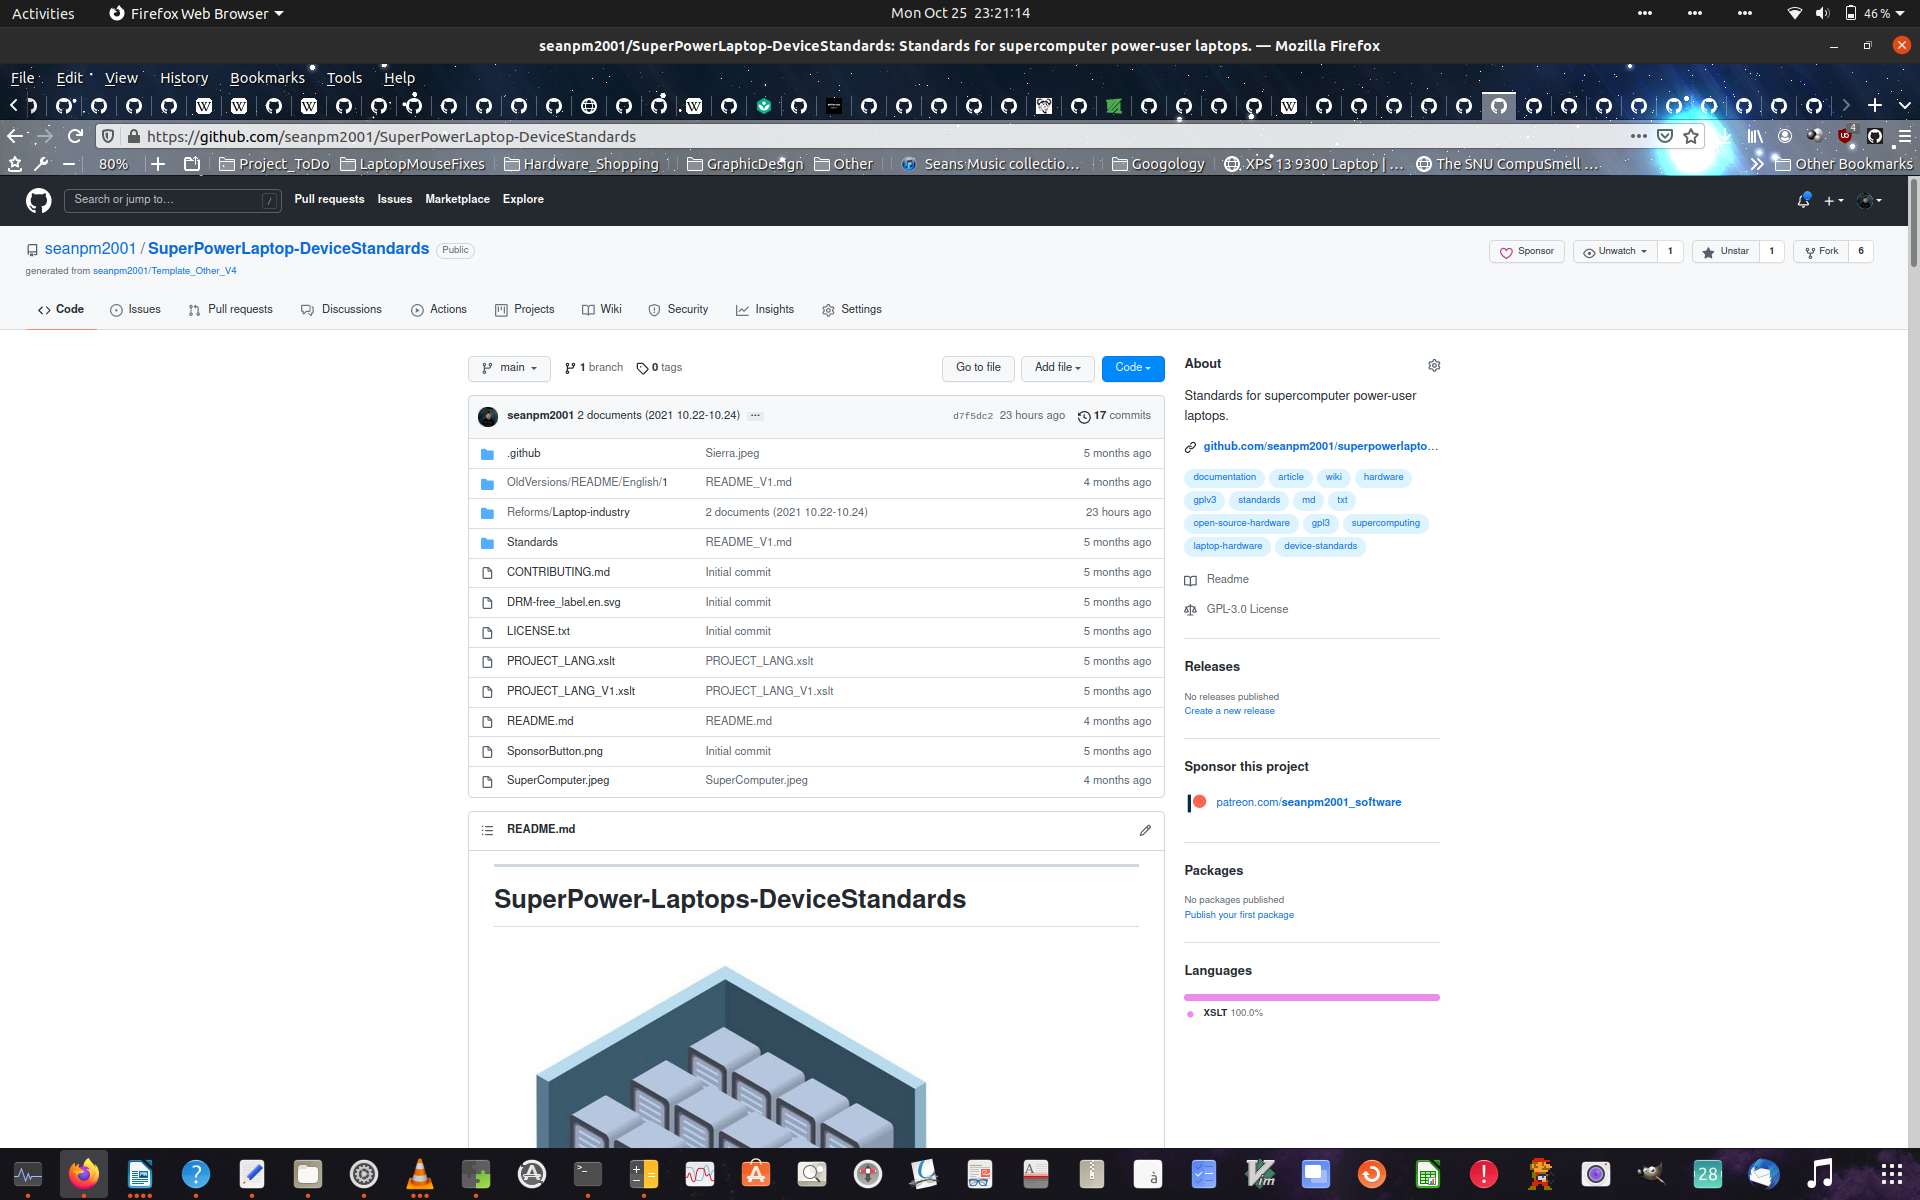 Activities Firefox Web Browser Mon Oct 25 23:21:14 46 %
seanpm2001/SuperPowerLaptop-DeviceStandards: Standards for supercomputer power-user laptops. — Mozilla Firefox
File Edit View History Bookmarks Tools Help
https://github.com/seanpm2001/SuperPowerLaptop-DeviceStandards
80% Project_ToDo LaptopMouseFixes Hardware_Shopping GraphicDesign Other Seans Music collectio… Googology XPS 13 9300 Laptop | … The SNU CompuSmell … Other Bookmarks
Search or jump to… / Pull requests Issues Marketplace Explore
seanpm2001 / SuperPowerLaptop-DeviceStandards Public Sponsor Unwatch 1 Unstar 1 Fork 6
generated from seanpm2001/Template_Other_V4
Code Issues Pull requests Discussions Actions Projects Wiki Security Insights Settings
main 1 branch 0 tags Go to file Add file Code
seanpm2001 2 documents (2021 10.22-10.24) … d7f5dc2 23 hours ago 17 commits
.github Sierra.jpeg 5 months ago
OldVersions/README/English/1 README_V1.md 4 months ago
Reforms/Laptop-industry 2 documents (2021 10.22-10.24) 23 hours ago
Standards README_V1.md 5 months ago
CONTRIBUTING.md Initial commit 5 months ago
DRM-free_label.en.svg Initial commit 5 months ago
LICENSE.txt Initial commit 5 months ago
PROJECT_LANG.xslt PROJECT_LANG.xslt 5 months ago
PROJECT_LANG_V1.xslt PROJECT_LANG_V1.xslt 5 months ago
README.md README.md 4 months ago
SponsorButton.png Initial commit 5 months ago
SuperComputer.jpeg SuperComputer.jpeg 4 months ago
README.md
SuperPower-Laptops-DeviceStandards
About
Standards for supercomputer power-user
laptops.
github.com/seanpm2001/superpowerlapto…
documentation article wiki hardware
gplv3 standards md txt
open-source-hardware gpl3 supercomputing
laptop-hardware device-standards
Readme
GPL-3.0 License
Releases
No releases published
Create a new release
Sponsor this project
patreon.com/seanpm2001_software
Packages
No packages published
Publish your first package
Languages
XSLT 100.0%
28